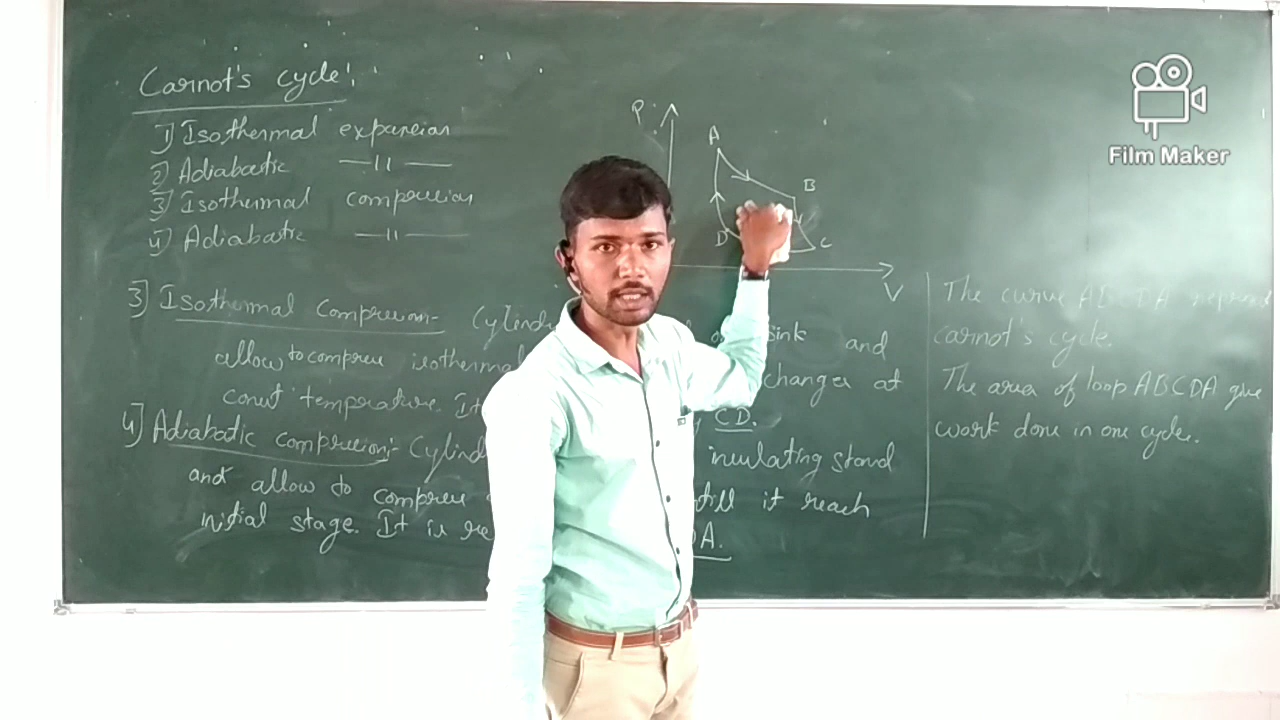 Carnot's cycle:
1) Isothermal expansion
2) Adiabatic —11—
3) Isothermal compression
4) Adiabatic —11—
P
A
B
C
D
V
3] Isothermal Compression:- Cylinde sink and
allow to compress isotherma changes at
const temperature. It CD.
4] Adiabatic compression:- Cylin insulating stand
and allow to compress till it reach
initial stage. It is re A.
The curve A
carnot's cycle.
The area of loop ABCDA give
work done in one cycle.
Film Maker